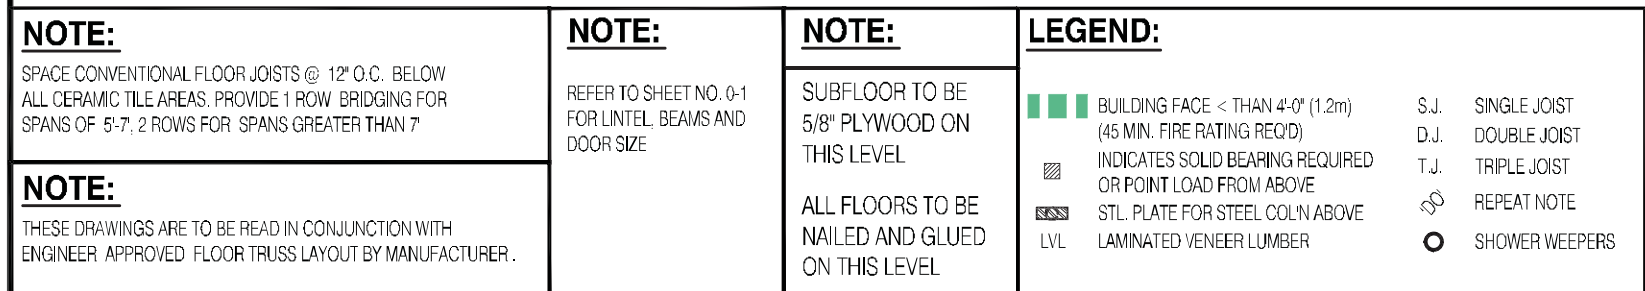 NOTE:
SPACE CONVENTIONAL FLOOR JOISTS @ 12" O.C. BELOW
ALL CERAMIC TILE AREAS. PROVIDE 1 ROW BRIDGING FOR
SPANS OF 5'-7', 2 ROWS FOR SPANS GREATER THAN 7'
NOTE:
THESE DRAWINGS ARE TO BE READ IN CONJUNCTION WITH
ENGINEER APPROVED FLOOR TRUSS LAYOUT BY MANUFACTURER .
NOTE:
REFER TO SHEET NO. 0-1
FOR LINTEL, BEAMS AND
DOOR SIZE
NOTE:
SUBFLOOR TO BE
5/8" PLYWOOD ON
THIS LEVEL
ALL FLOORS TO BE
NAILED AND GLUED
ON THIS LEVEL
LEGEND:
BUILDING FACE < THAN 4'-0" (1.2m)
(45 MIN. FIRE RATING REQ'D)
INDICATES SOLID BEARING REQUIRED
OR POINT LOAD FROM ABOVE
STL. PLATE FOR STEEL COL'N ABOVE
LVL LAMINATED VENEER LUMBER
S.J. SINGLE JOIST
D.J. DOUBLE JOIST
T.J. TRIPLE JOIST
"DO" REPEAT NOTE
SHOWER WEEPERS